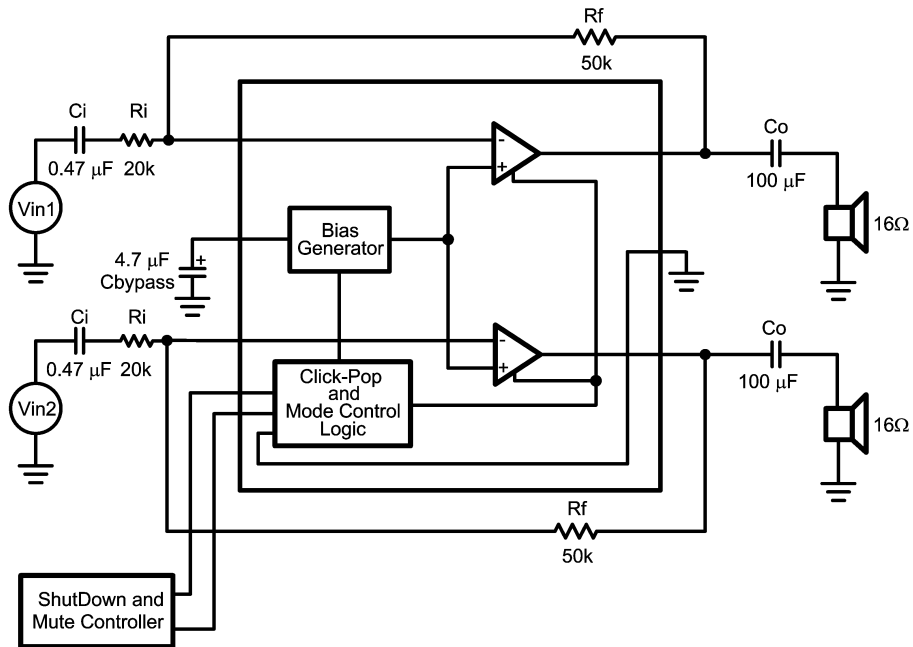 Rf
50k
Ci
Ri
0.47 µF
20k
Vin1
-
+
Co
100 µF
16Ω
Bias
Generator
4.7 µF
+
Cbypass
Ci
Ri
0.47 µF
20k
Vin2
-
+
Co
100 µF
16Ω
Click-Pop
and
Mode Control
Logic
Rf
50k
ShutDown and
Mute Controller